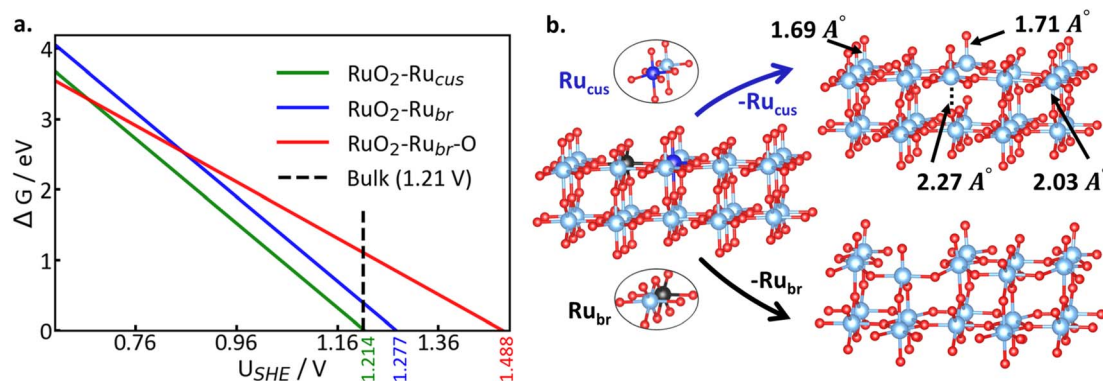 a.
4
3
2
1
0
Δ G / eV
RuO2-Rucus
RuO2-Rubr
RuO2-Rubr-O
Bulk (1.21 V)
0.76
0.96
1.16
1.36
1.214
1.277
1.488
USHE / V
b.
Rucus
-Rucus
Rubr
-Rubr
1.69 A°
1.71 A°
2.27 A°
2.03 A°